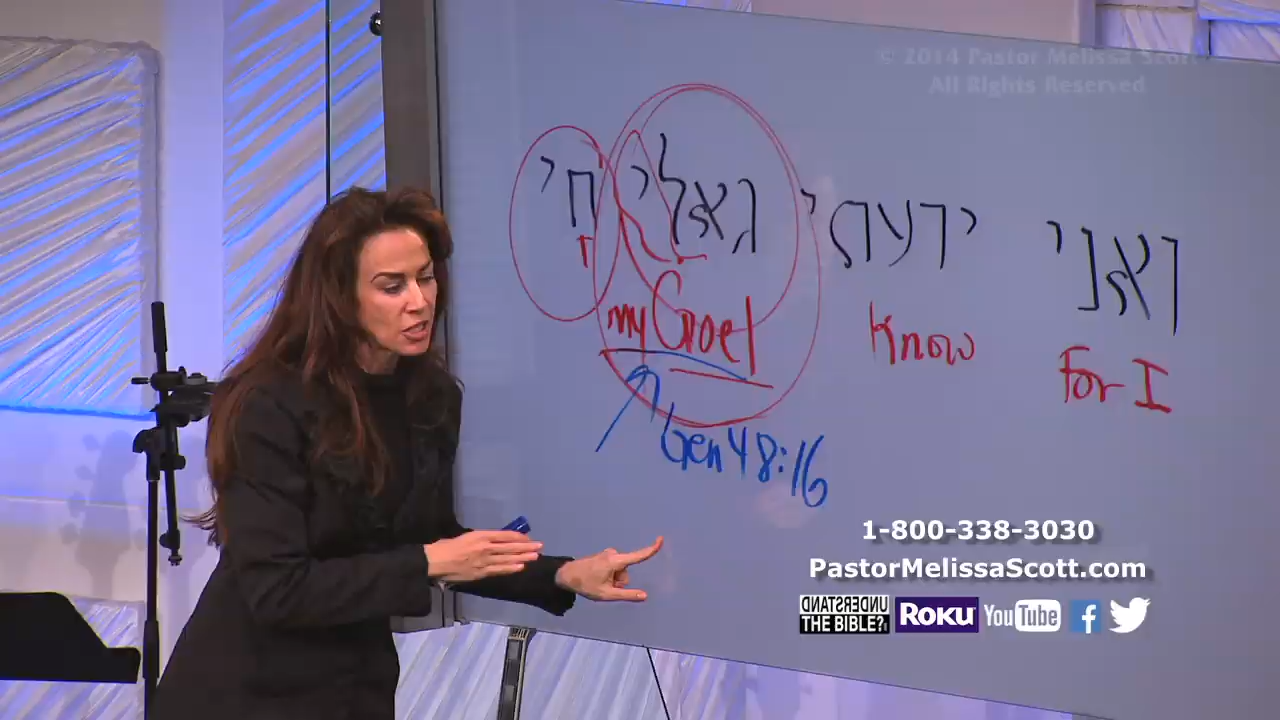 © 2014 Pastor Melissa Scott
All Rights Reserved
ואני ידעתי גאלי חי
For I Know my Goel
Gen 48:16
1-800-338-3030
PastorMelissaScott.com
UNDERSTAND
THE BIBLE?
ROKU YouTube f